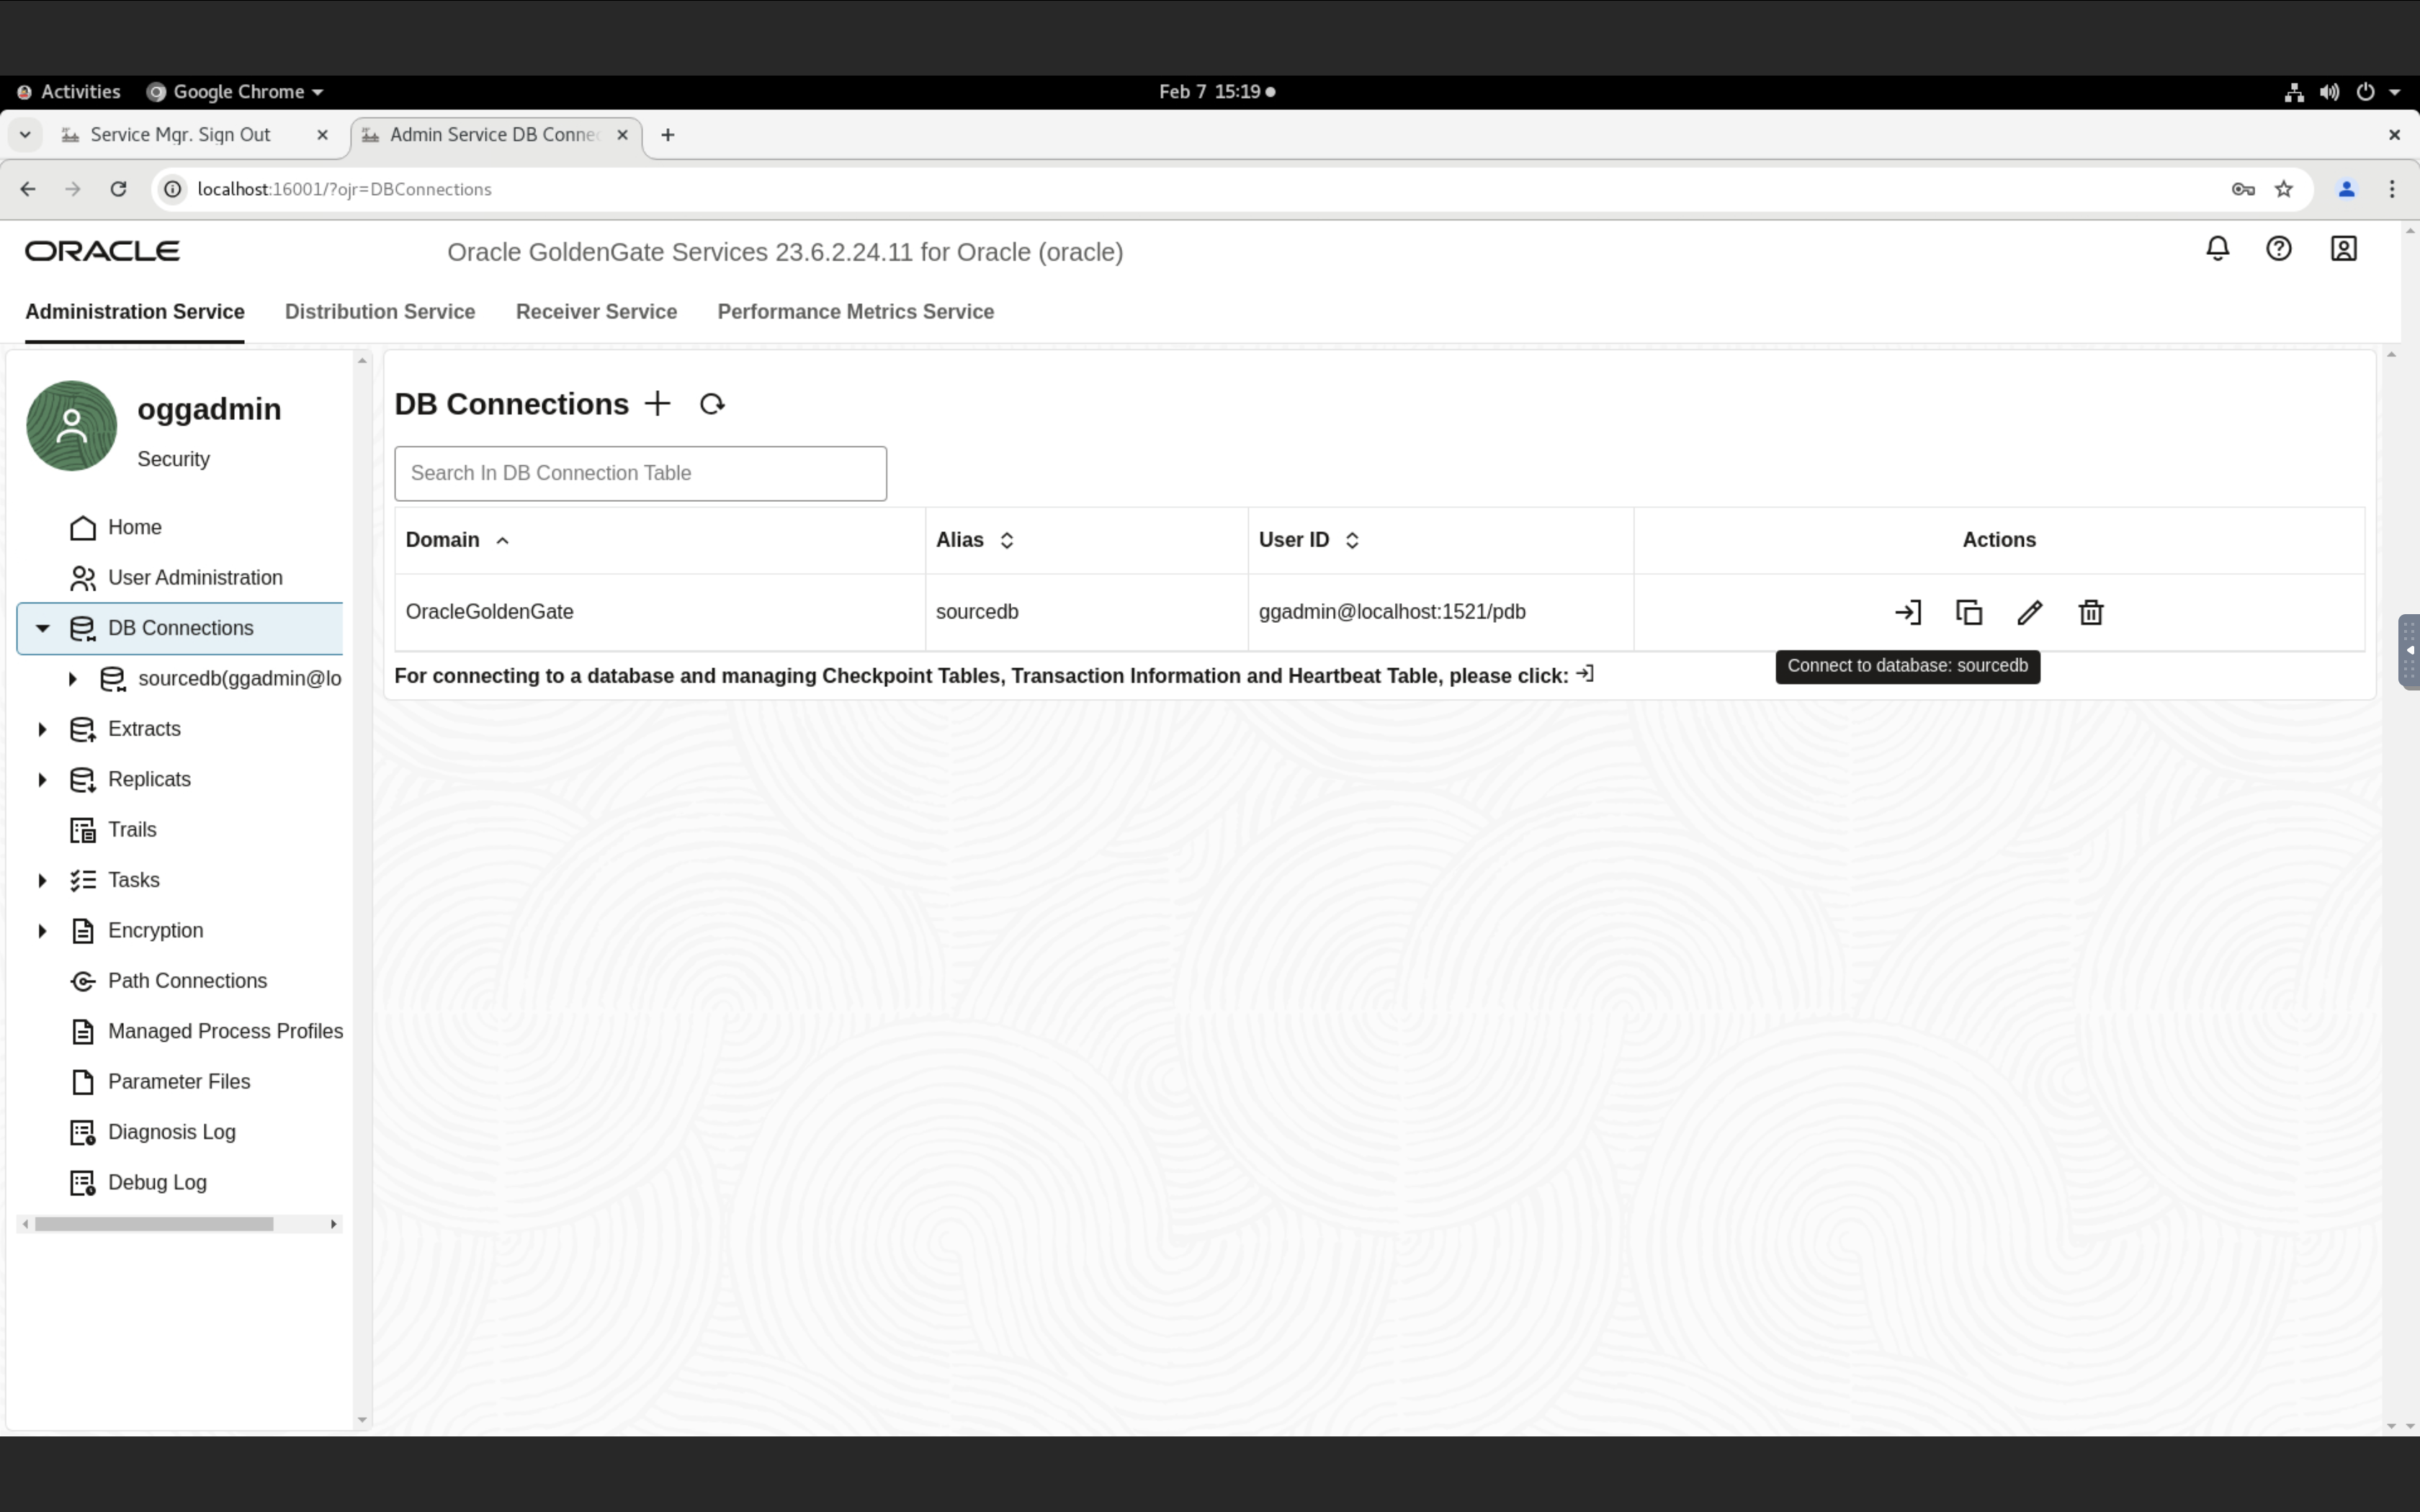 Activities Google Chrome Feb 7 15:19
Service Mgr. Sign Out Admin Service DB Connec
localhost:16001/?ojr=DBConnections
ORACLE Oracle GoldenGate Services 23.6.2.24.11 for Oracle (oracle)
Administration Service Distribution Service Receiver Service Performance Metrics Service
oggadmin
Security
Home
User Administration
DB Connections
sourcedb(ggadmin@lo
Extracts
Replicats
Trails
Tasks
Encryption
Path Connections
Managed Process Profiles
Parameter Files
Diagnosis Log
Debug Log
DB Connections
Search In DB Connection Table
Domain Alias User ID Actions
OracleGoldenGate sourcedb ggadmin@localhost:1521/pdb
Connect to database: sourcedb
For connecting to a database and managing Checkpoint Tables, Transaction Information and Heartbeat Table, please click: